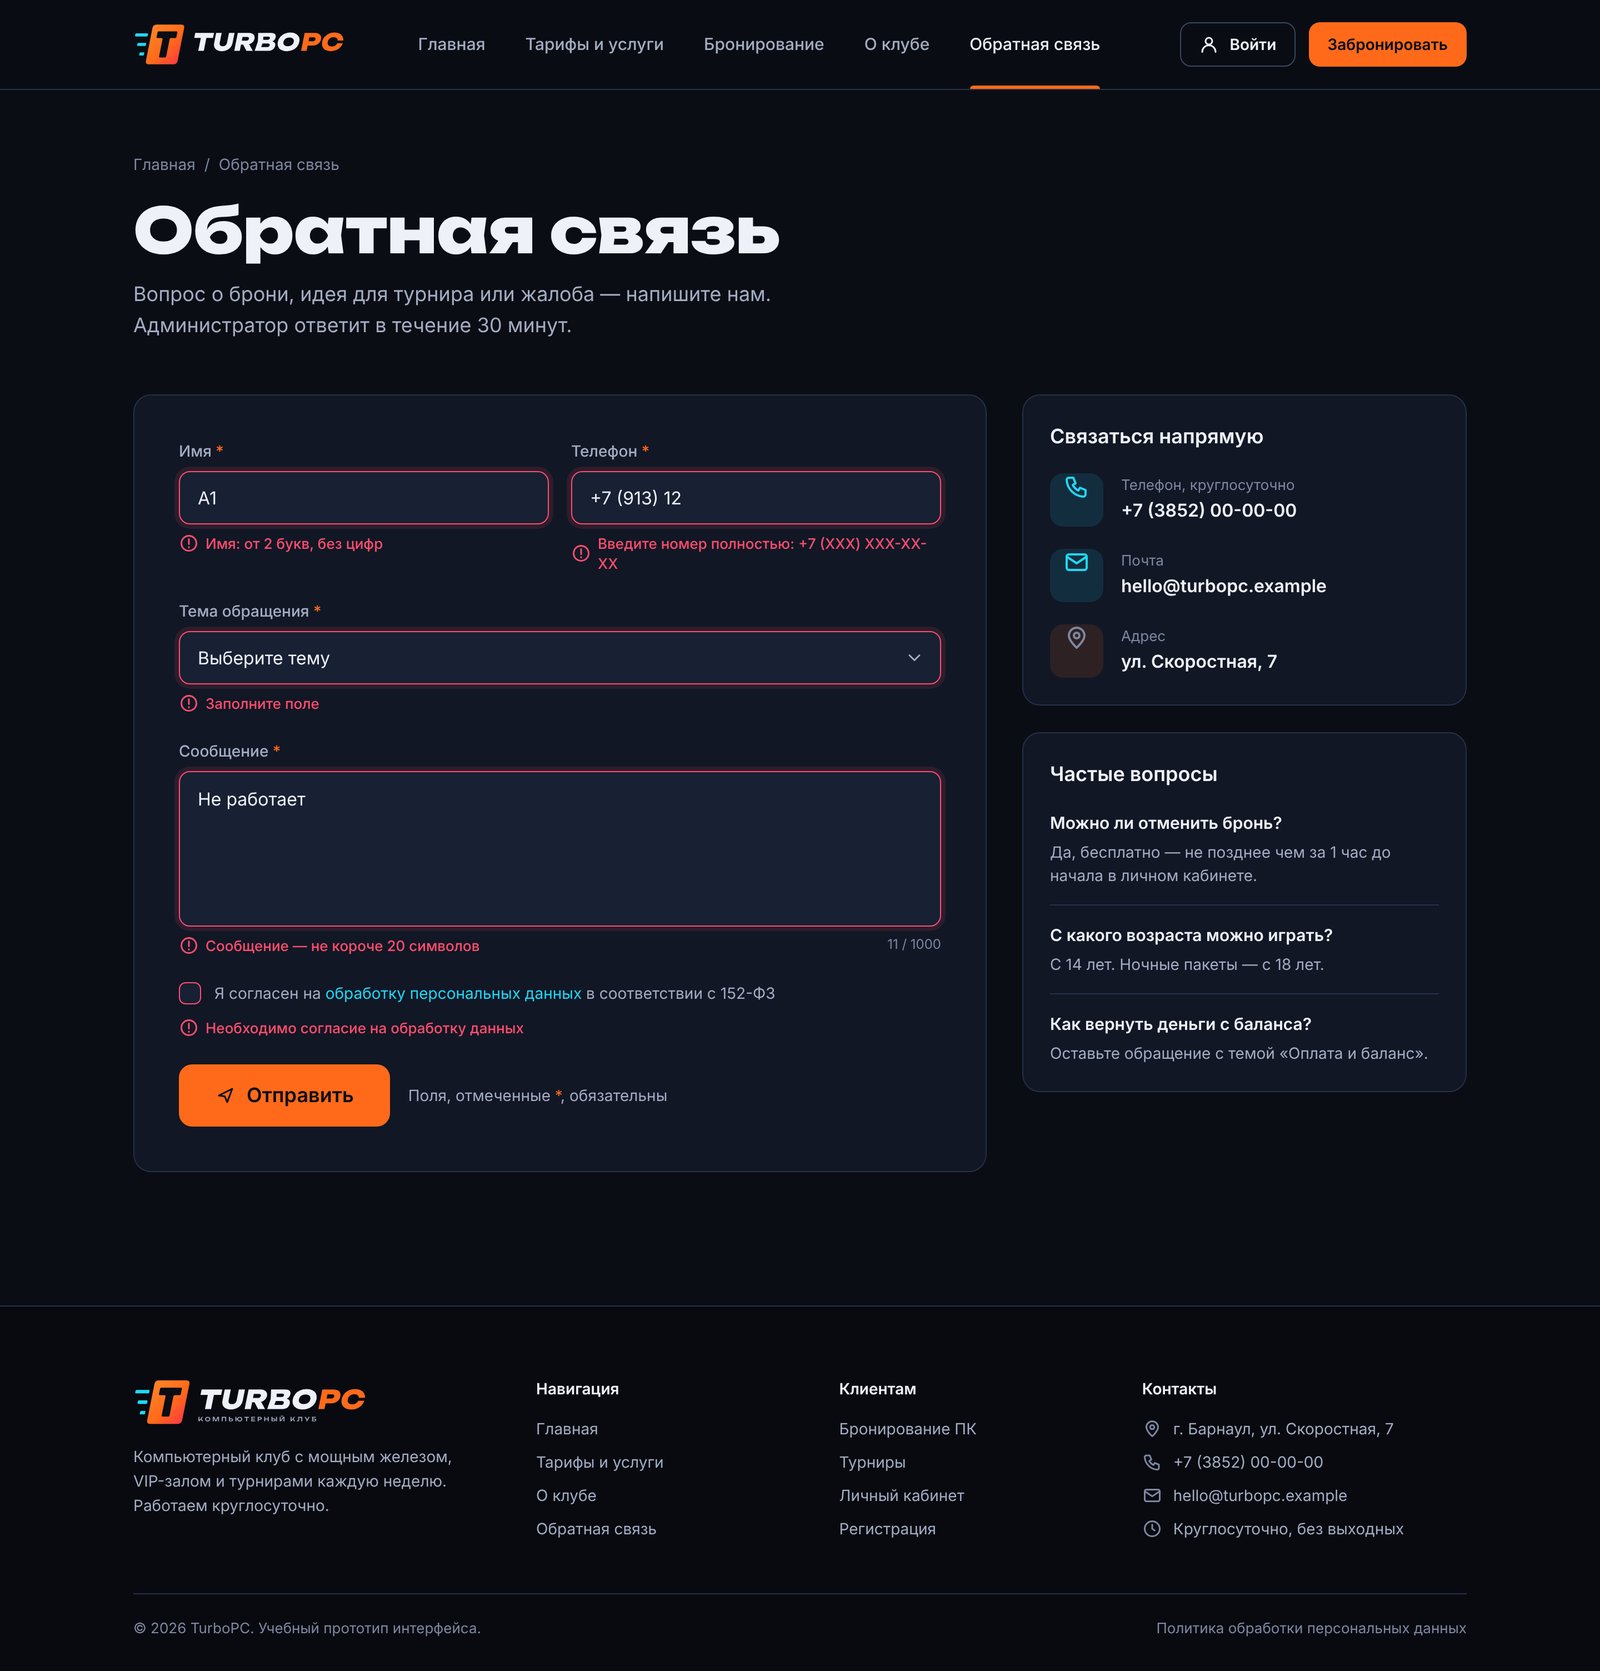 TURBOPC
Главная
Тарифы и услуги
Бронирование
О клубе
Обратная связь
Войти
Забронировать
Главная / Обратная связь
Обратная связь
Вопрос о брони, идея для турнира или жалоба — напишите нам.
Администратор ответит в течение 30 минут.
Имя *
А1
Имя: от 2 букв, без цифр
Телефон *
+7 (913) 12
Введите номер полностью: +7 (XXX) XXX-XX-
XX
Тема обращения *
Выберите тему
Заполните поле
Сообщение *
Не работает
Сообщение — не короче 20 символов
11 / 1000
Я согласен на обработку персональных данных в соответствии с 152-ФЗ
Необходимо согласие на обработку данных
Отправить
Поля, отмеченные *, обязательны
Связаться напрямую
Телефон, круглосуточно
+7 (3852) 00-00-00
Почта
hello@turbopc.example
Адрес
ул. Скоростная, 7
Частые вопросы
Можно ли отменить бронь?
Да, бесплатно — не позднее чем за 1 час до
начала в личном кабинете.
С какого возраста можно играть?
С 14 лет. Ночные пакеты — с 18 лет.
Как вернуть деньги с баланса?
Оставьте обращение с темой «Оплата и баланс».
TURBOPC
КОМПЬЮТЕРНЫЙ КЛУБ
Компьютерный клуб с мощным железом,
VIP-залом и турнирами каждую неделю.
Работаем круглосуточно.
Навигация
Главная
Тарифы и услуги
О клубе
Обратная связь
Клиентам
Бронирование ПК
Турниры
Личный кабинет
Регистрация
Контакты
г. Барнаул, ул. Скоростная, 7
+7 (3852) 00-00-00
hello@turbopc.example
Круглосуточно, без выходных
© 2026 TurboPC. Учебный прототип интерфейса.
Политика обработки персональных данных